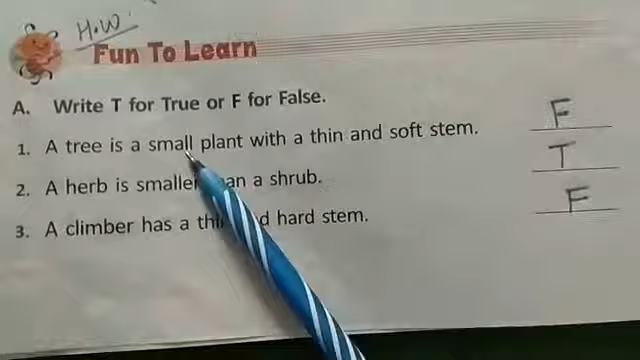 H.W.
Fun To Learn
A. Write T for True or F for False.
1. A tree is a small plant with a thin and soft stem. F
2. A herb is smaller a shrub. T
3. A climber has a hard stem. F